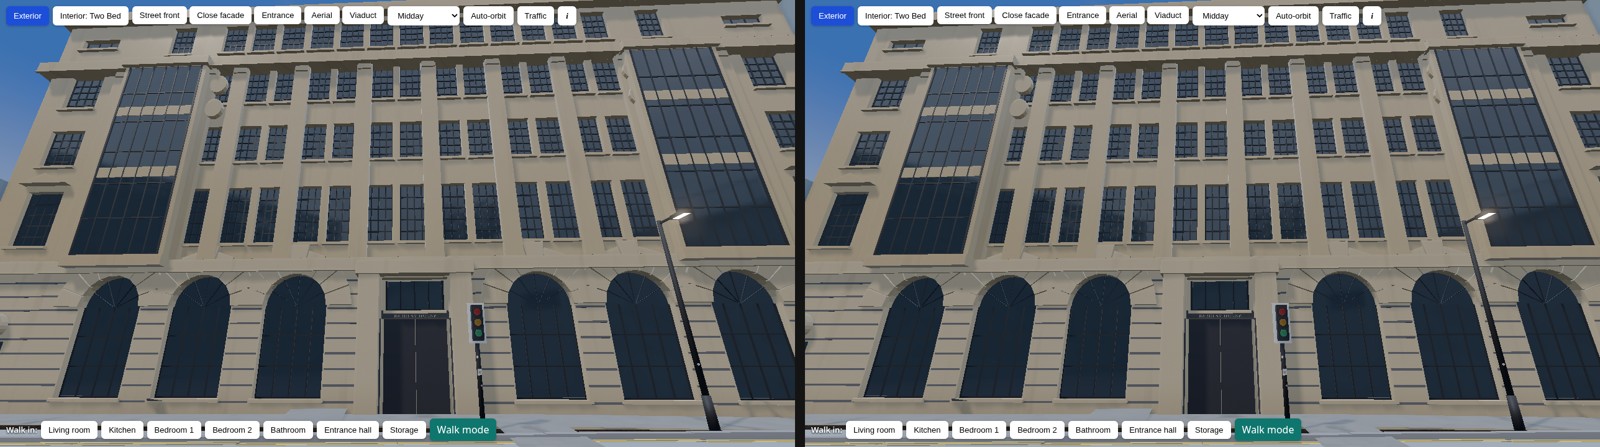 Exterior Interior: Two Bed Street front Close facade Entrance Aerial Viaduct Midday Auto-orbit Traffic i
Walk in: Living room Kitchen Bedroom 1 Bedroom 2 Bathroom Entrance hall Storage Walk mode
Exterior Interior: Two Bed Street front Close facade Entrance Aerial Viaduct Midday Auto-orbit Traffic i
Walk in: Living room Kitchen Bedroom 1 Bedroom 2 Bathroom Entrance hall Storage Walk mode